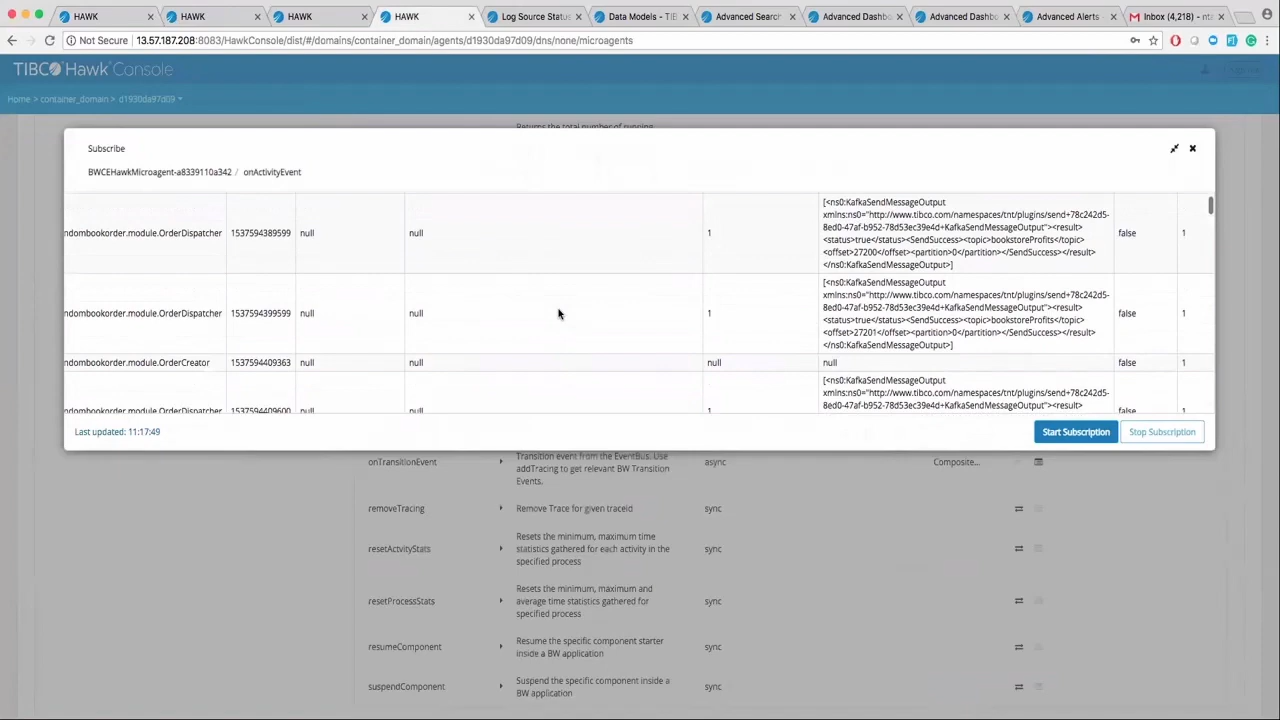 HAWK
HAWK
HAWK
HAWK
Log Source Status
Data Models - TIB
Advanced Search
Advanced Dashbo
Advanced Dashbo
Advanced Alerts
Inbox (4,218) - nta
Not Secure
13.57.187.208:8083/HawkConsole/dist/#/domains/container_domain/agents/d1930da97d09/dns/none/microagents
TIBCO Hawk Console
Home > container_domain > d1930da97d09
Returns the total number of running
Subscribe
BWCEHawkMicroagent-a8339110a342 / onActivityEvent
ndombookorder.module.OrderDispatcher 1537594389599 null null 1
[<ns0:KafkaSendMessageOutput
xmlns:ns0="http://www.tibco.com/namespaces/tnt/plugins/send+78c242d5-
8ed0-47af-b952-78d53ec39e4d+KafkaSendMessageOutput"><result>
<status>true</status><SendSuccess><topic>bookstoreProfits</topic>
<offset>27200</offset><partition>0</partition></SendSuccess></result>
</ns0:KafkaSendMessageOutput>]
false 1
ndombookorder.module.OrderDispatcher 1537594399599 null null 1
[<ns0:KafkaSendMessageOutput
xmlns:ns0="http://www.tibco.com/namespaces/tnt/plugins/send+78c242d5-
8ed0-47af-b952-78d53ec39e4d+KafkaSendMessageOutput"><result>
<status>true</status><SendSuccess><topic>bookstoreProfits</topic>
<offset>27201</offset><partition>0</partition></SendSuccess></result>
</ns0:KafkaSendMessageOutput>]
false 1
ndombookorder.module.OrderCreator 1537594409363 null null null null false 1
ndombookorder.module.OrderDispatcher 1537594409600 null null 1
[<ns0:KafkaSendMessageOutput
xmlns:ns0="http://www.tibco.com/namespaces/tnt/plugins/send+78c242d5-
8ed0-47af-b952-78d53ec39e4d+KafkaSendMessageOutput"><result>
false 1
Last updated: 11:17:49
Start Subscription
Stop Subscription
onTransitionEvent
Transition event from the EventBus. Use
addTracing to get relevant BW Transition
Events.
async
Composite...
removeTracing
Remove Trace for given traceid
sync
resetActvityStats
Resets the minimum, maximum time
statistics gathered for each activity in the
specified process
sync
resetProcessStats
Resets the minimum, maximum and
average time statistics gathered for
specified process
sync
resumeComponent
Resume the specific component starter
inside a BW application
sync
suspendComponent
Suspend the specific component inside a
BW application
sync